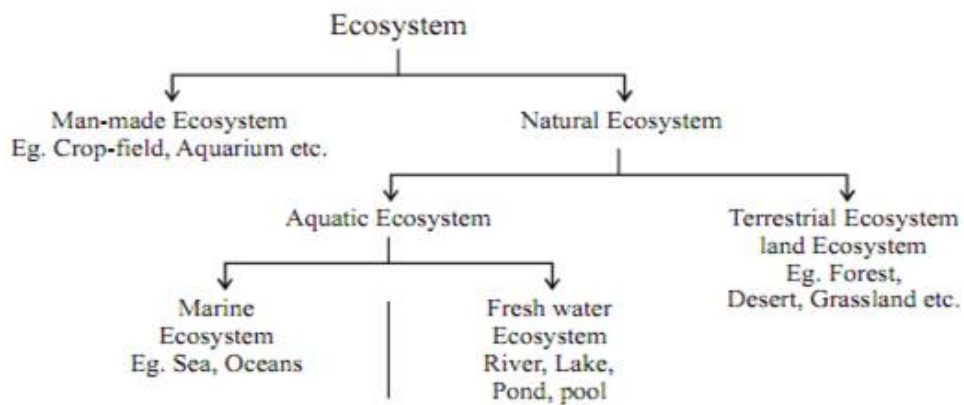 Ecosystem
Man-made Ecosystem
Eg. Crop-field, Aquarium etc.
Natural Ecosystem
Aquatic Ecosystem
Terrestrial Ecosystem
land Ecosystem
Eg. Forest,
Desert, Grassland etc.
Marine
Ecosystem
Eg. Sea, Oceans
Fresh water
Ecosystem
River, Lake,
Pond, pool